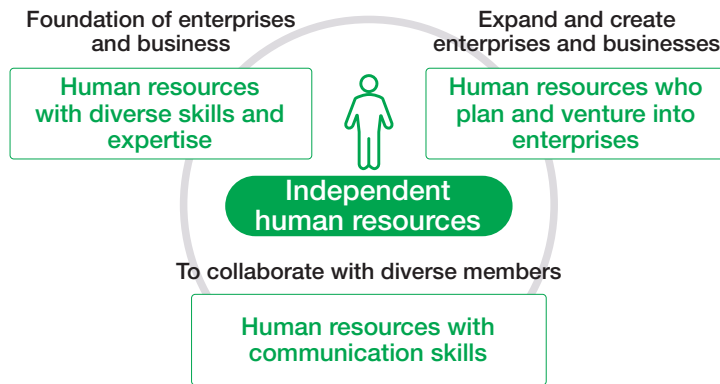 Foundation of enterprises
and business
Human resources
with diverse skills and
expertise
Expand and create
enterprises and businesses
Human resources who
plan and venture into
enterprises
Independent
human resources
To collaborate with diverse members
Human resources with
communication skills